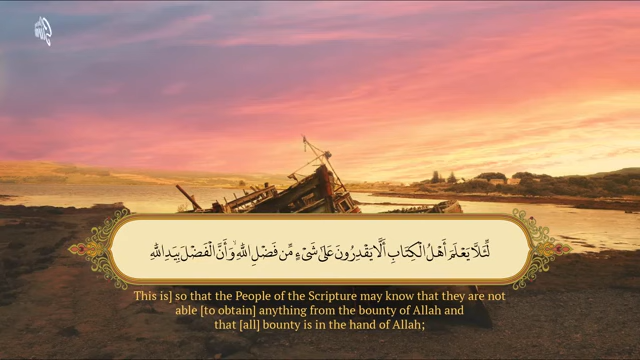 لِّئَلَّا يَعْلَمَ أَهْلُ الْكِتَابِ أَلَّا يَقْدِرُونَ عَلَىٰ شَيْءٍ مِّن فَضْلِ اللَّهِ ۙ وَأَنَّ الْفَضْلَ بِيَدِ اللَّهِ
This is] so that the People of the Scripture may know that they are not
able [to obtain] anything from the bounty of Allah and
that [all] bounty is in the hand of Allah;